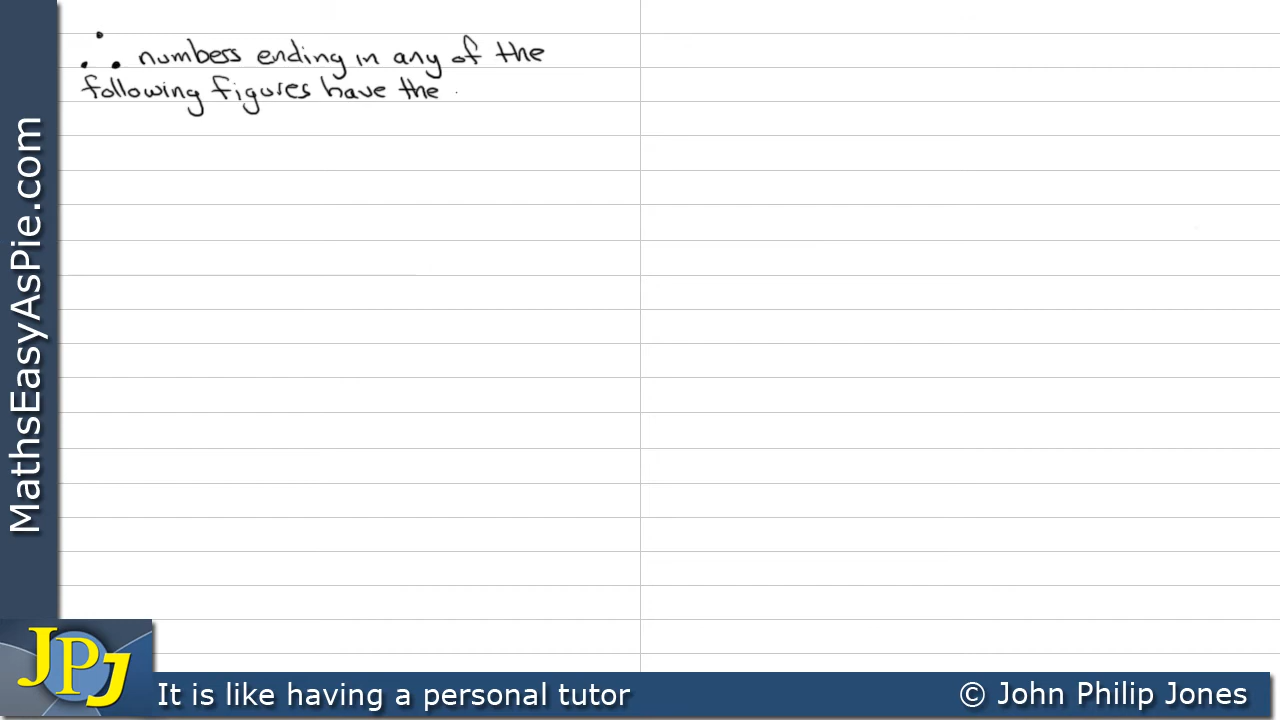 ∴ numbers ending in any of the
following figures have the
MathsEasyAsPie.com
JPJ
It is like having a personal tutor
© John Philip Jones